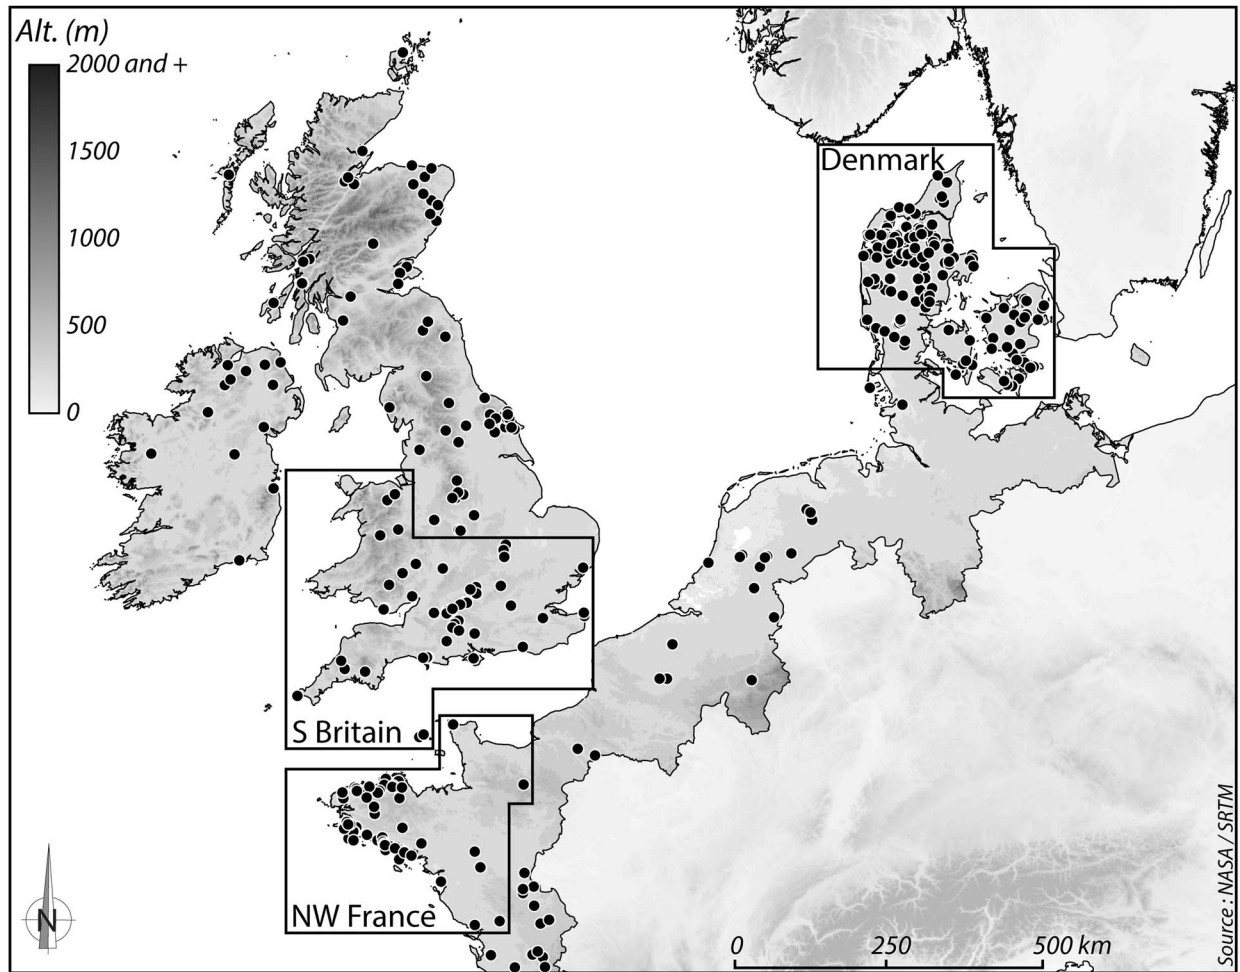 Alt. (m)
2000 and +
1500
1000
500
0
Denmark
S Britain
NW France
N
0 250 500 km
Source : NASA / SRTM